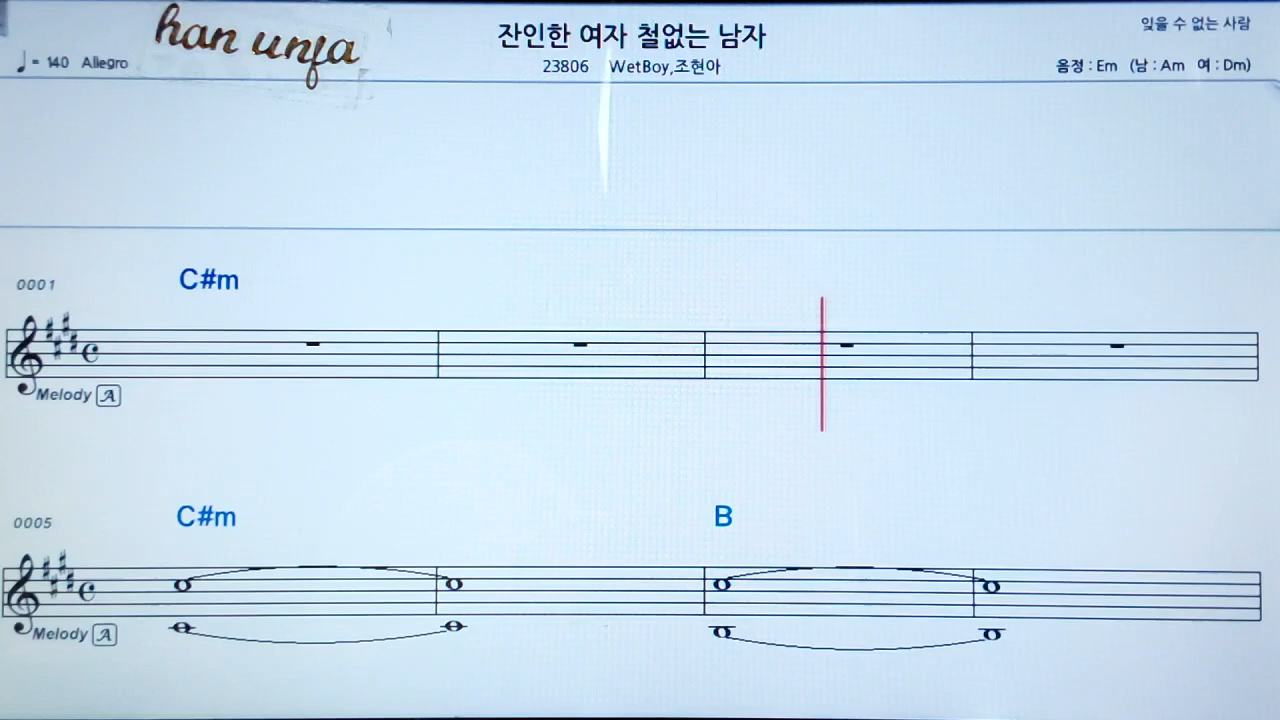 han unfa
잔인한 여자 철없는 남자
잊을 수 없는 사람
♩= 140 Allegro
23806 WetBoy,조현아
음정 : Em (남 : Am 여 : Dm)
0001 C#m
Melody A
0005 C#m B
Melody A